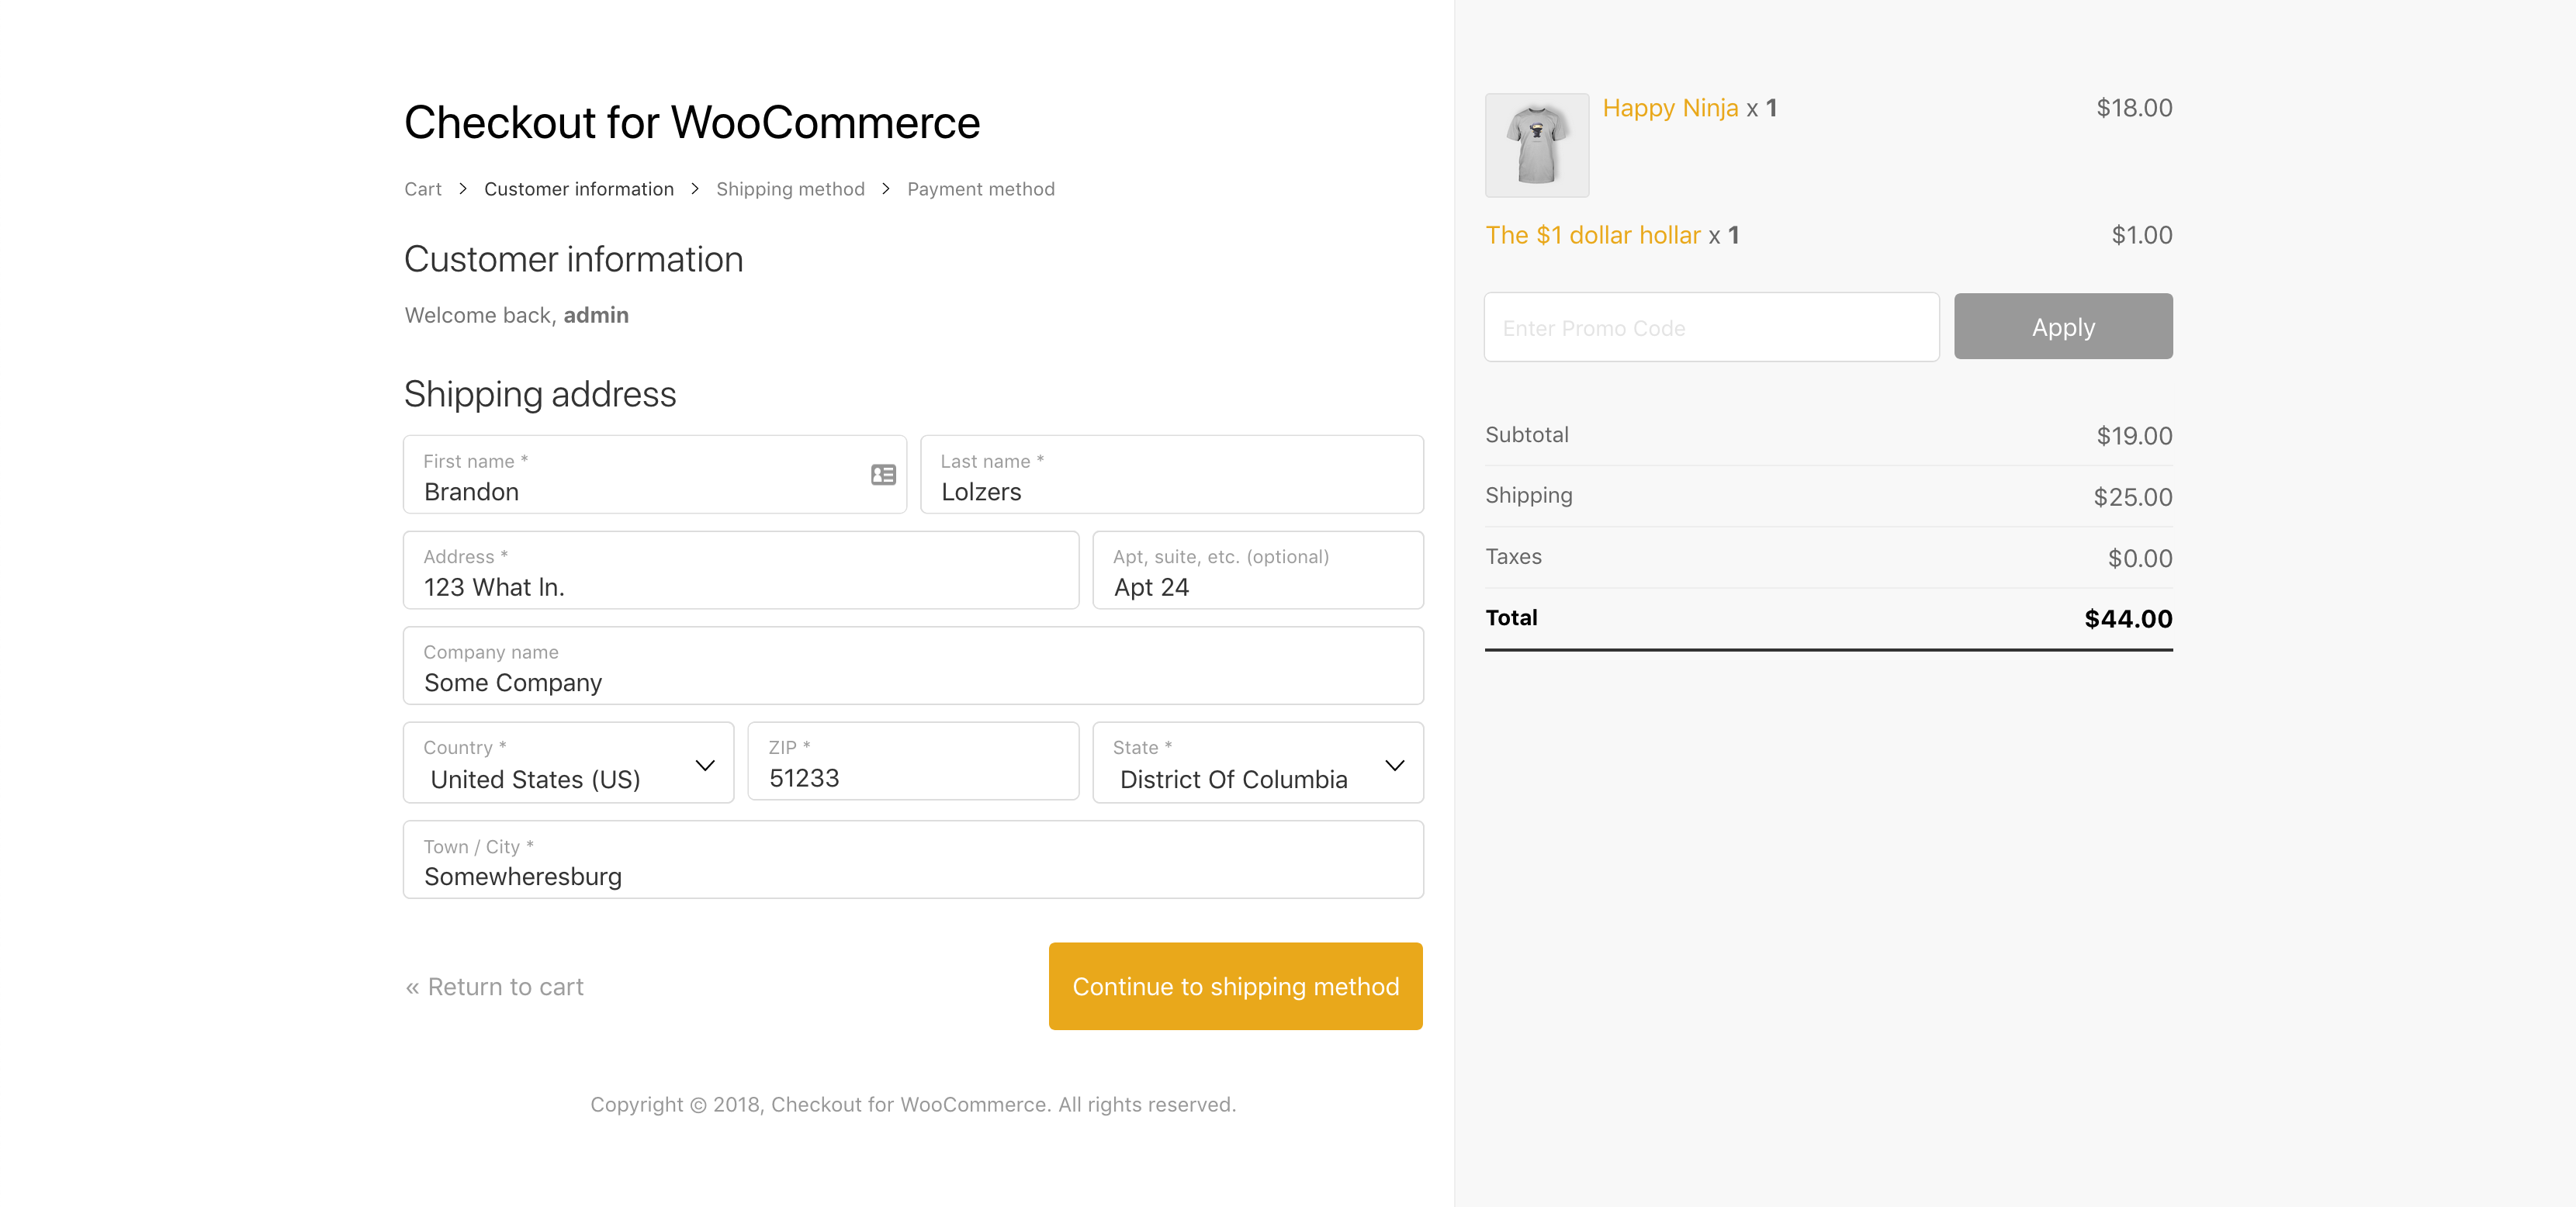 Checkout for WooCommerce
Cart > Customer information > Shipping method > Payment method
Customer information
Welcome back, admin
Shipping address
First name *
Brandon
Last name *
Lolzers
Address *
123 What ln.
Apt, suite, etc. (optional)
Apt 24
Company name
Some Company
Country *
United States (US)
ZIP *
51233
State *
District Of Columbia
Town / City *
Somewheresburg
« Return to cart
Continue to shipping method
Copyright © 2018, Checkout for WooCommerce. All rights reserved.
Happy Ninja x 1 $18.00
The $1 dollar hollar x 1 $1.00
Enter Promo Code
Apply
Subtotal $19.00
Shipping $25.00
Taxes $0.00
Total $44.00